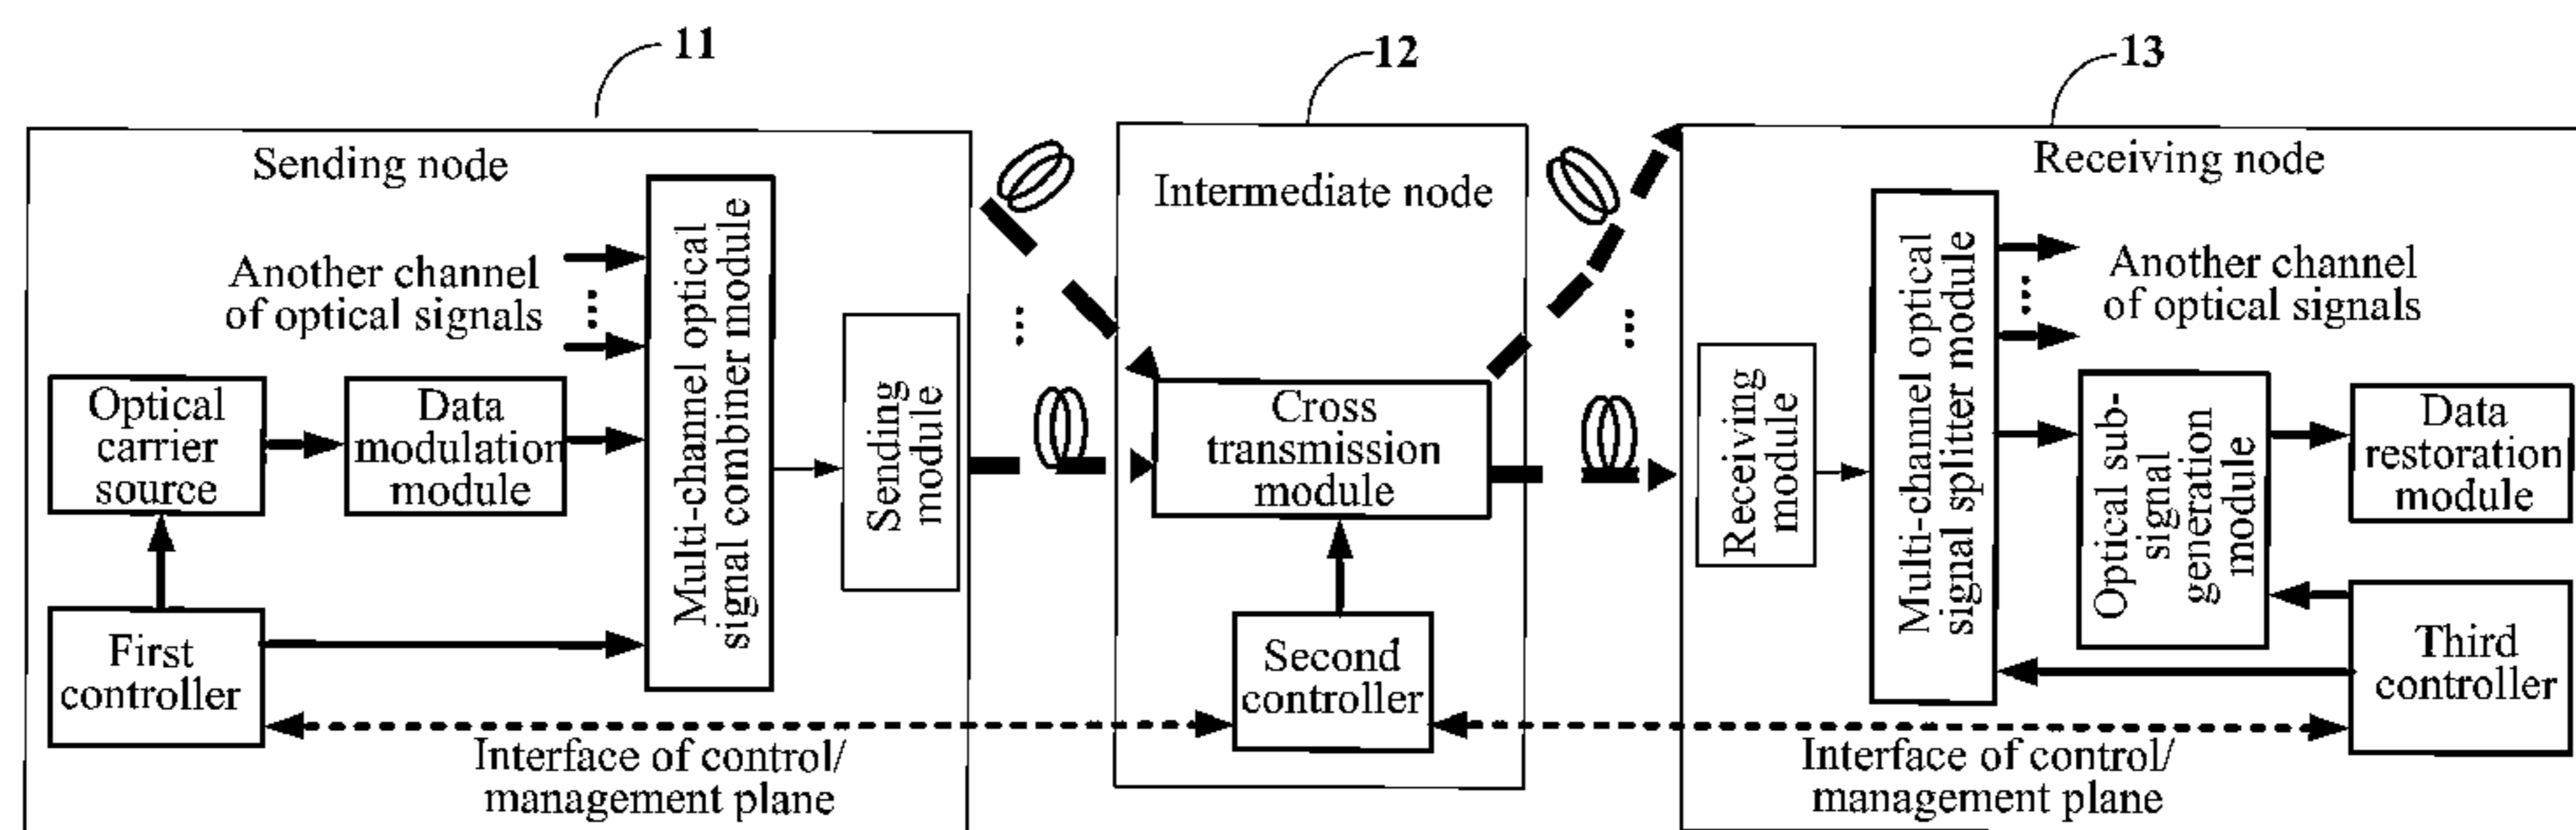 11
12
13
Sending node
Intermediate node
Receiving node
Another channel
of optical signals
Optical
carrier
source
Data
modulation
module
Multi-channel optical
signal combiner module
Sending
module
First
controller
Interface of control/
management plane
Cross
transmission
module
Second
controller
Receiving
module
Multi-channel optical
signal splitter module
Another channel
of optical signals
Optical sub-
signal
generation
module
Data
restoration
module
Third
controller
Interface of control/
management plane